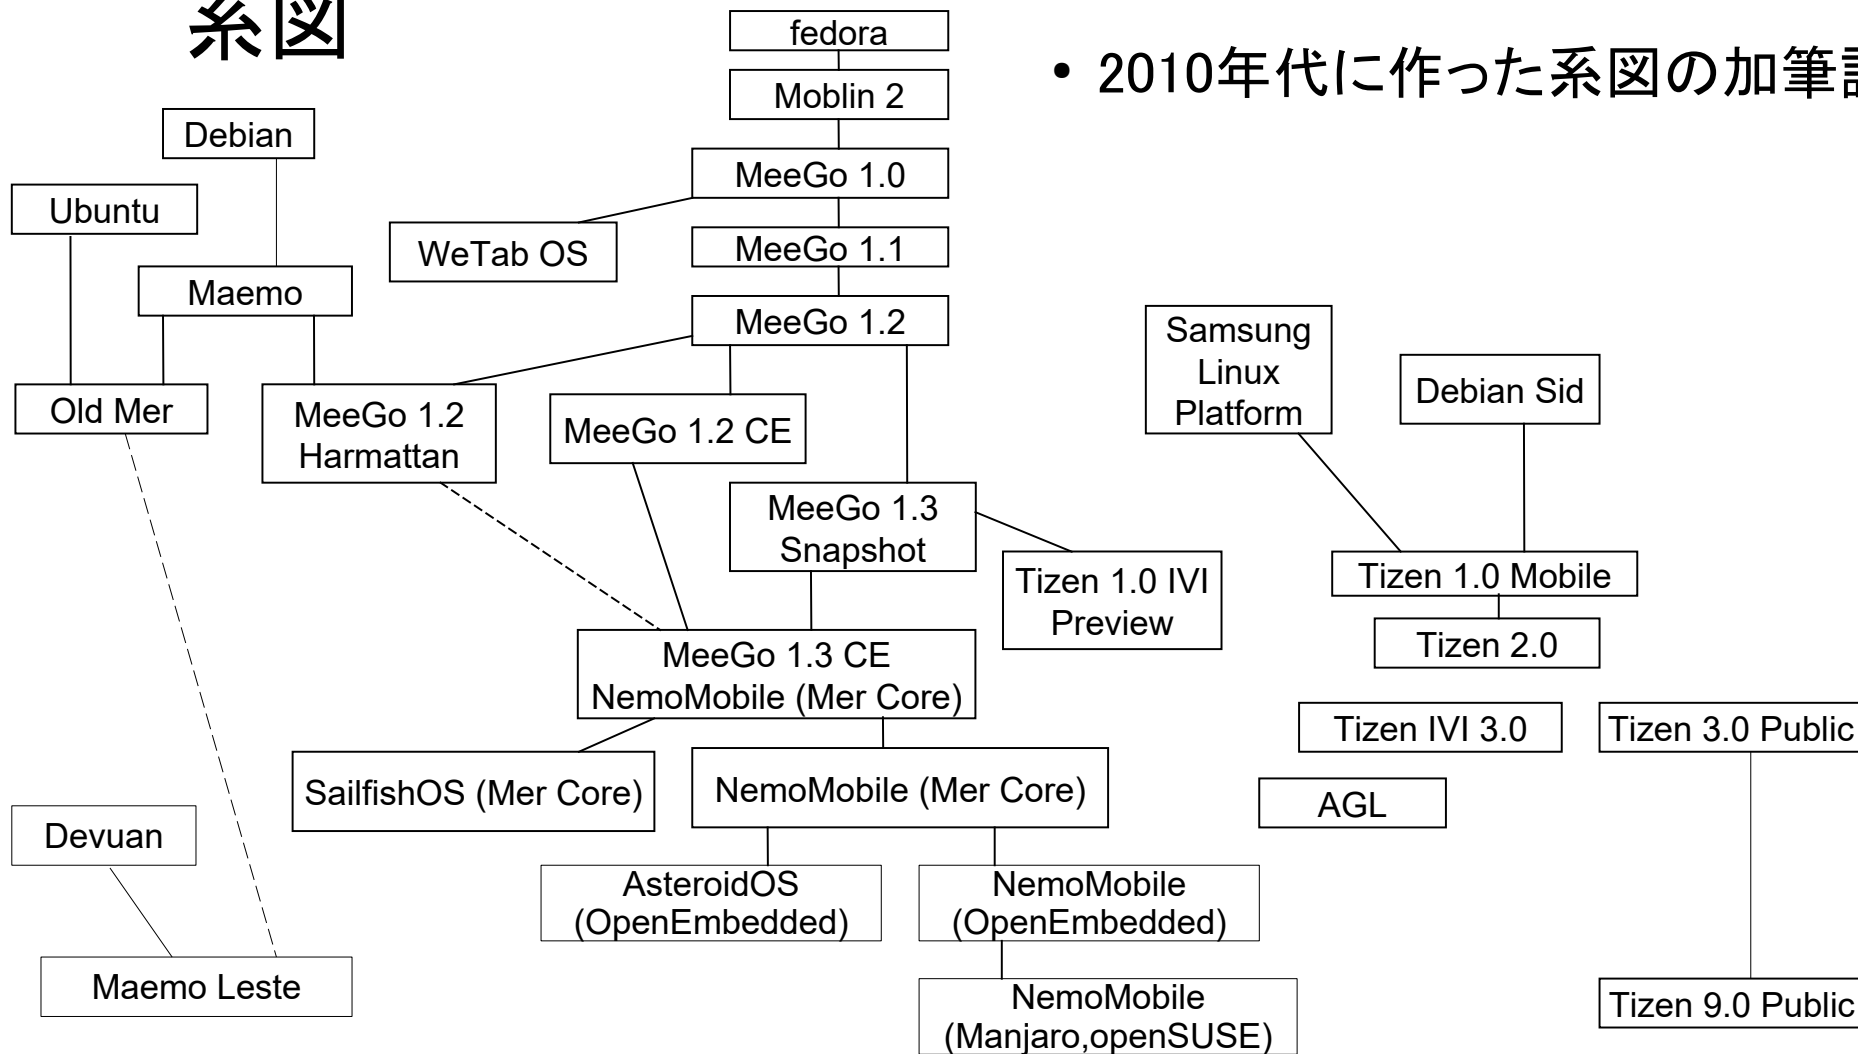 系図
• 2010年代に作った系図の加筆
fedora
Moblin 2
Debian
MeeGo 1.0
Ubuntu
WeTab OS
MeeGo 1.1
Maemo
MeeGo 1.2
Samsung
Linux
Platform
Debian Sid
Old Mer
MeeGo 1.2
Harmattan
MeeGo 1.2 CE
MeeGo 1.3
Snapshot
Tizen 1.0 IVI
Preview
Tizen 1.0 Mobile
Tizen 2.0
MeeGo 1.3 CE
NemoMobile (Mer Core)
Tizen IVI 3.0
Tizen 3.0 Public
SailfishOS (Mer Core)
NemoMobile (Mer Core)
AGL
Devuan
AsteroidOS
(OpenEmbedded)
NemoMobile
(OpenEmbedded)
Maemo Leste
NemoMobile
(Manjaro,openSUSE)
Tizen 9.0 Public